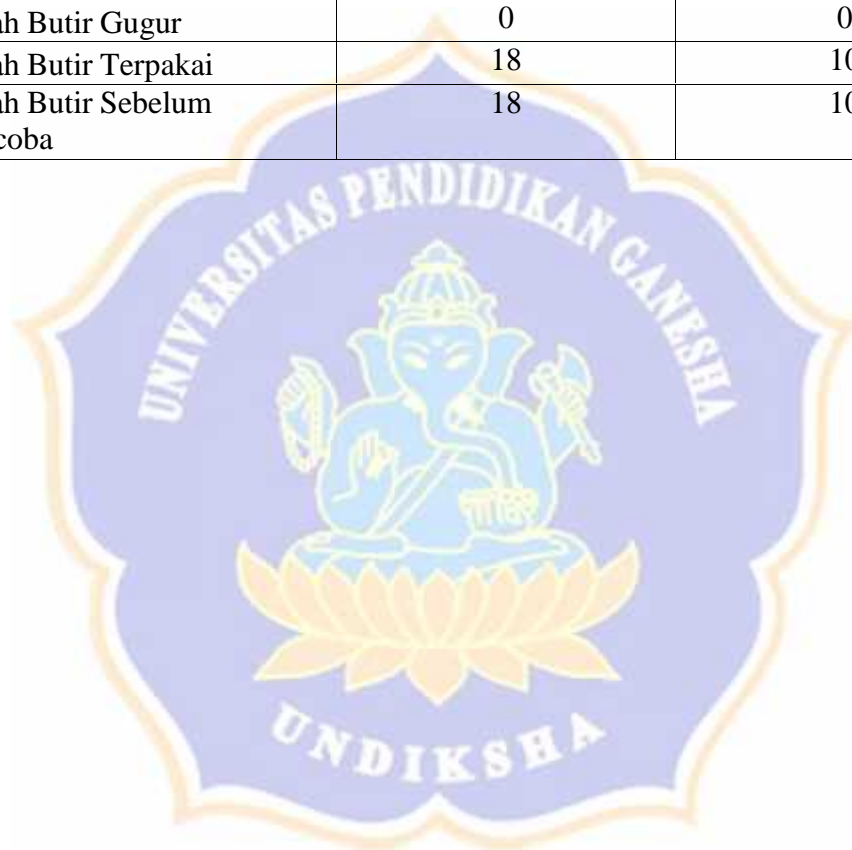 ah Butir Gugur 0 0
ah Butir Terpakai 18 10
ah Butir Sebelum 18 10
coba
UNIVERSITAS PENDIDIKAN GANESHA
UNDIKSHA